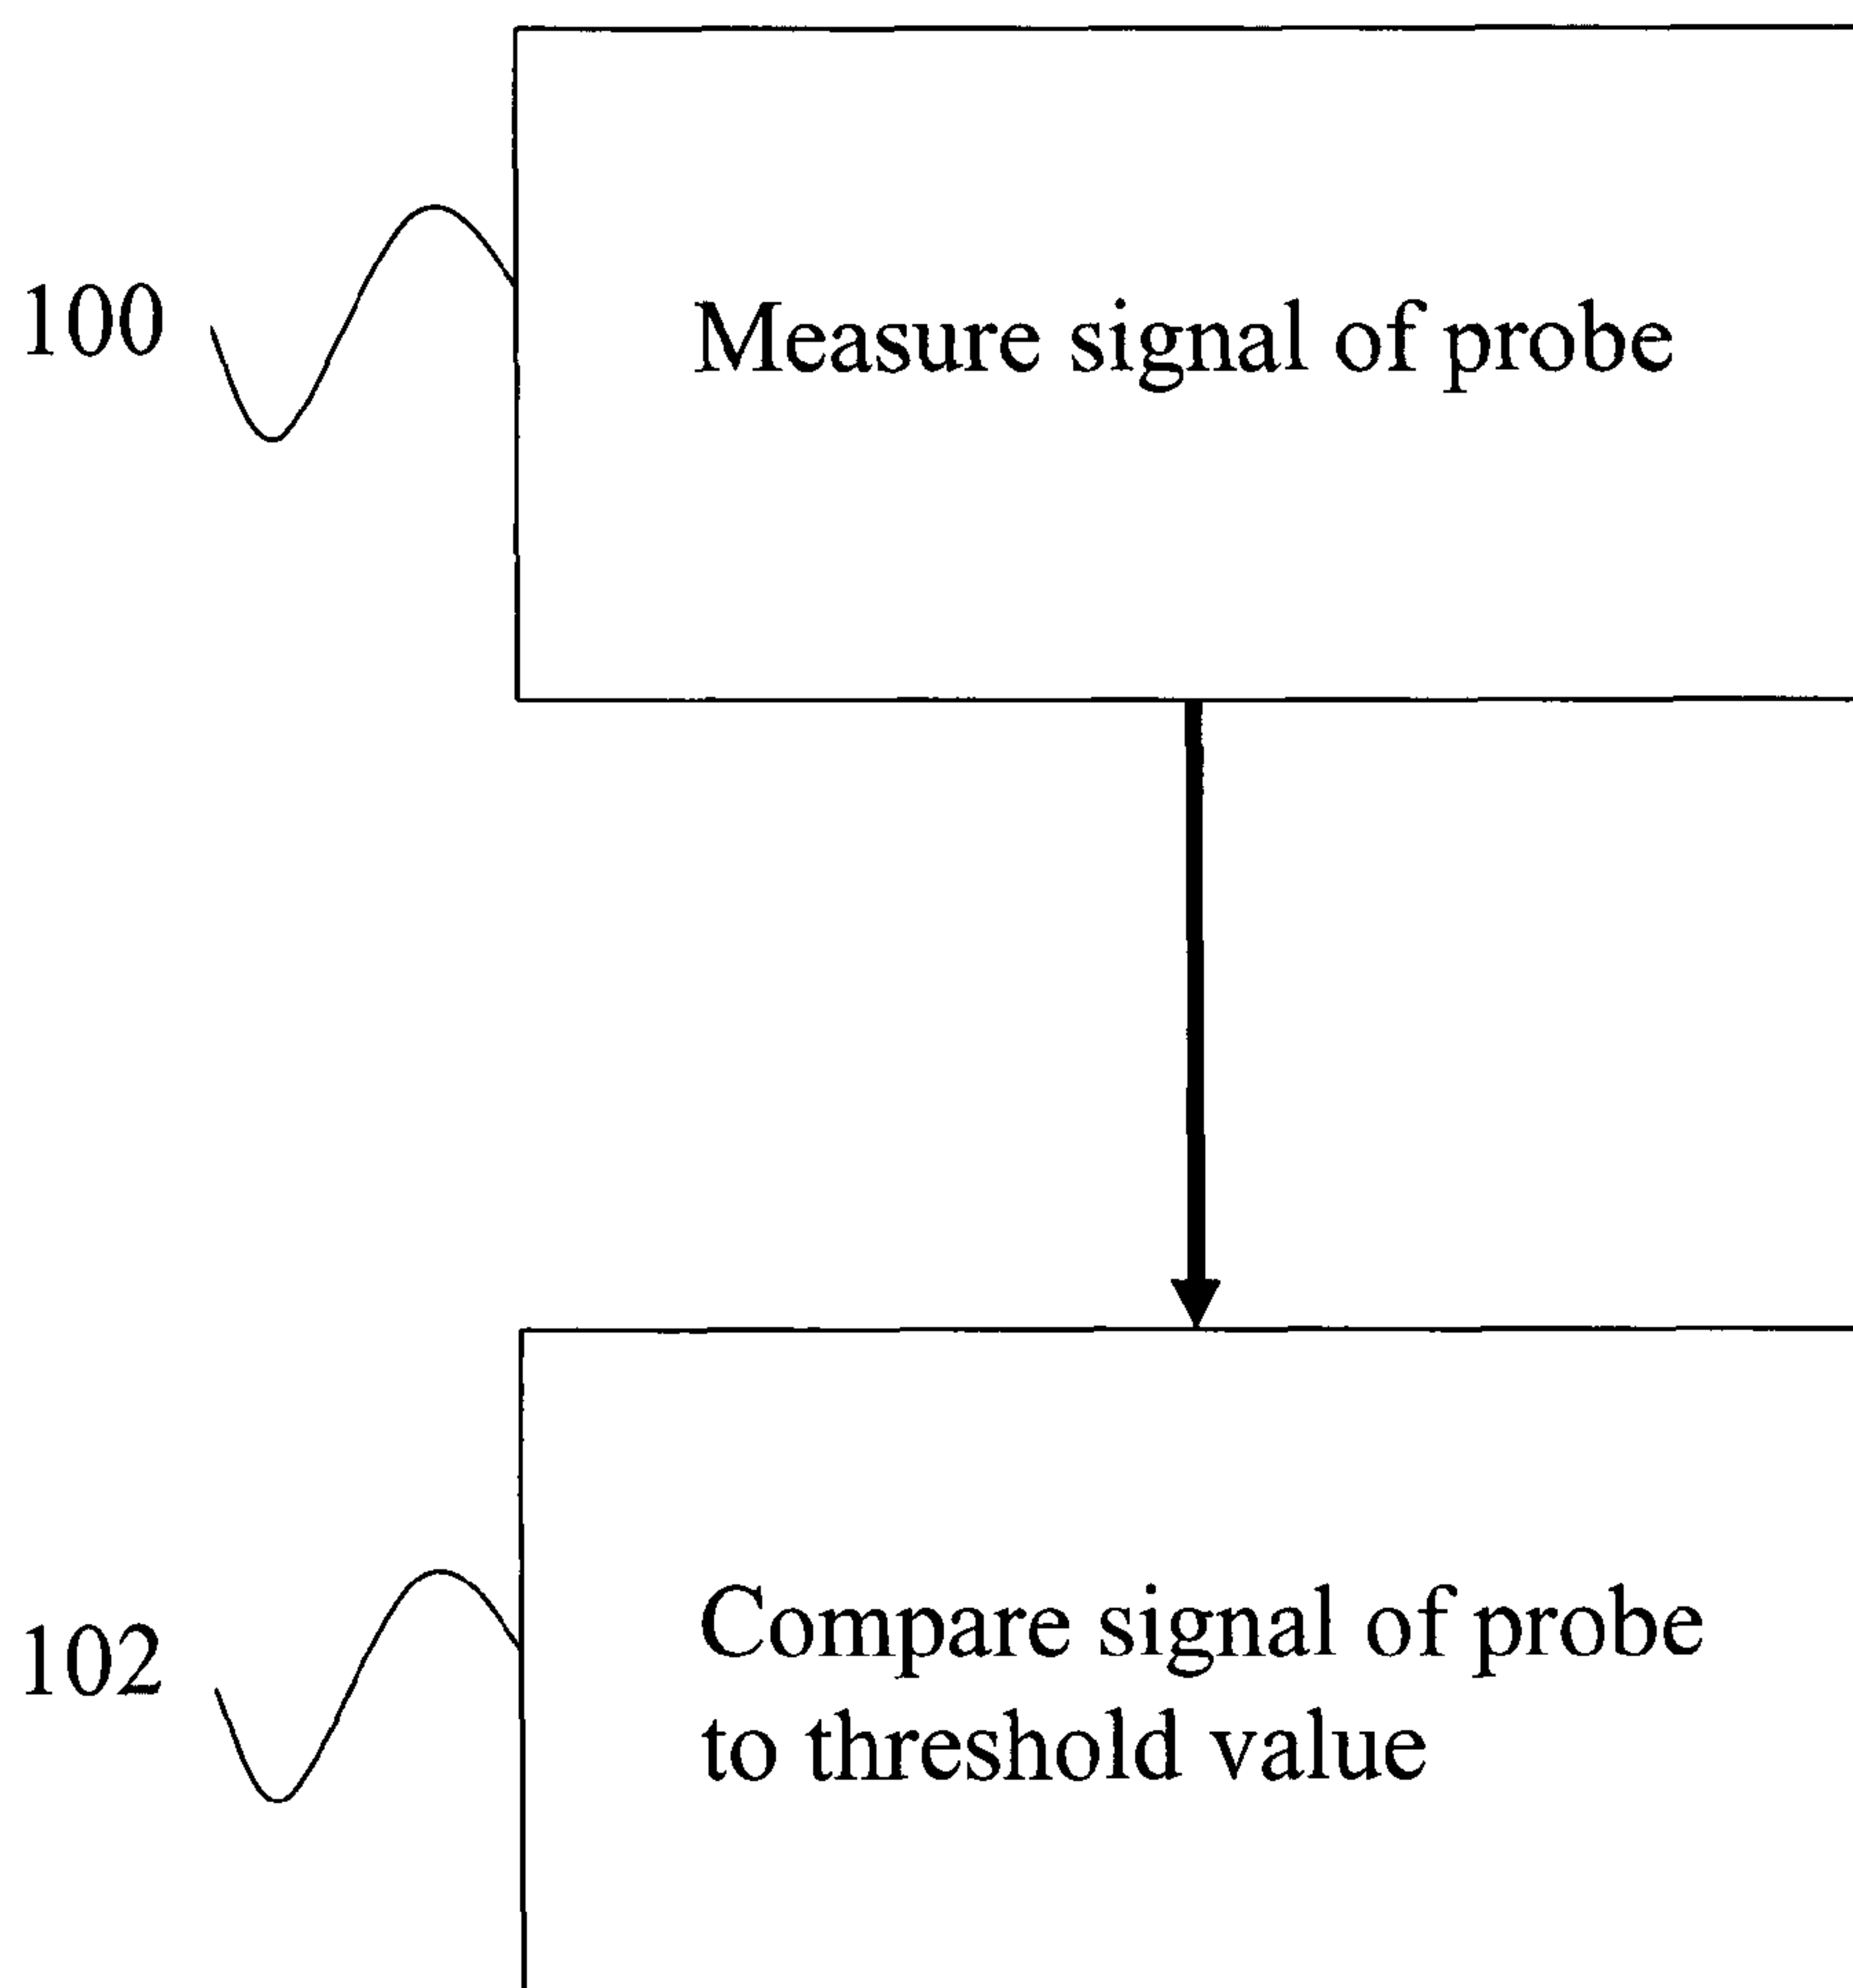 100
Measure signal of probe
102
Compare signal of probe
to threshold value